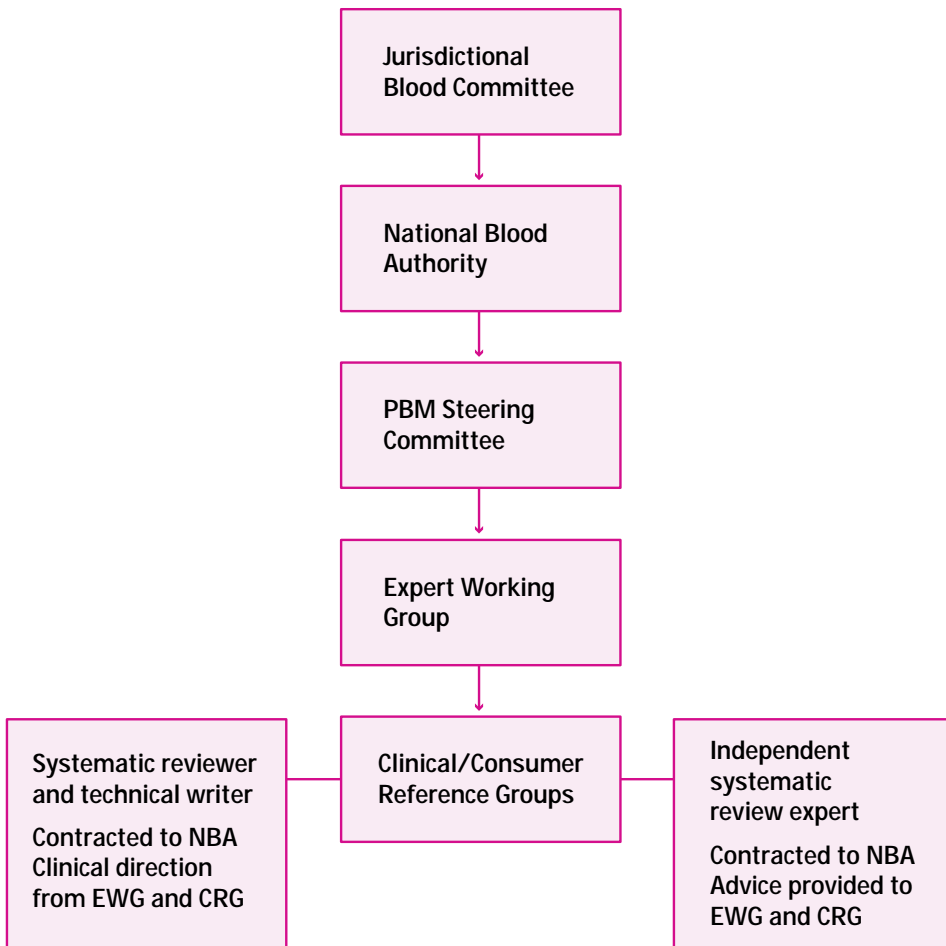 Jurisdictional
Blood Committee
National Blood
Authority
PBM Steering
Committee
Expert Working
Group
Systematic reviewer
and technical writer
Contracted to NBA
Clinical direction
from EWG and CRG
Clinical/Consumer
Reference Groups
Independent
systematic
review expert
Contracted to NBA
Advice provided to
EWG and CRG